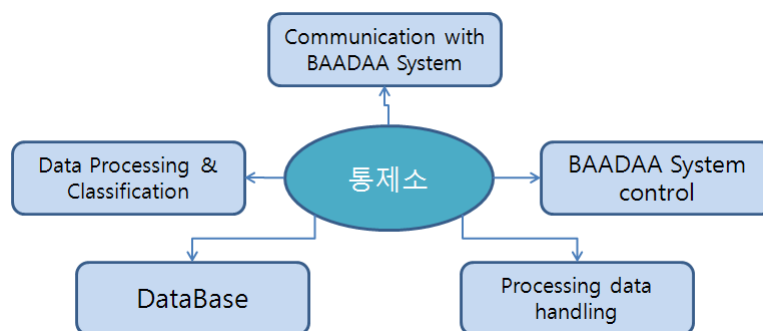 Communication with
BAADAA System
Data Processing &
Classification
통제소
BAADAA System
control
DataBase
Processing data
handling